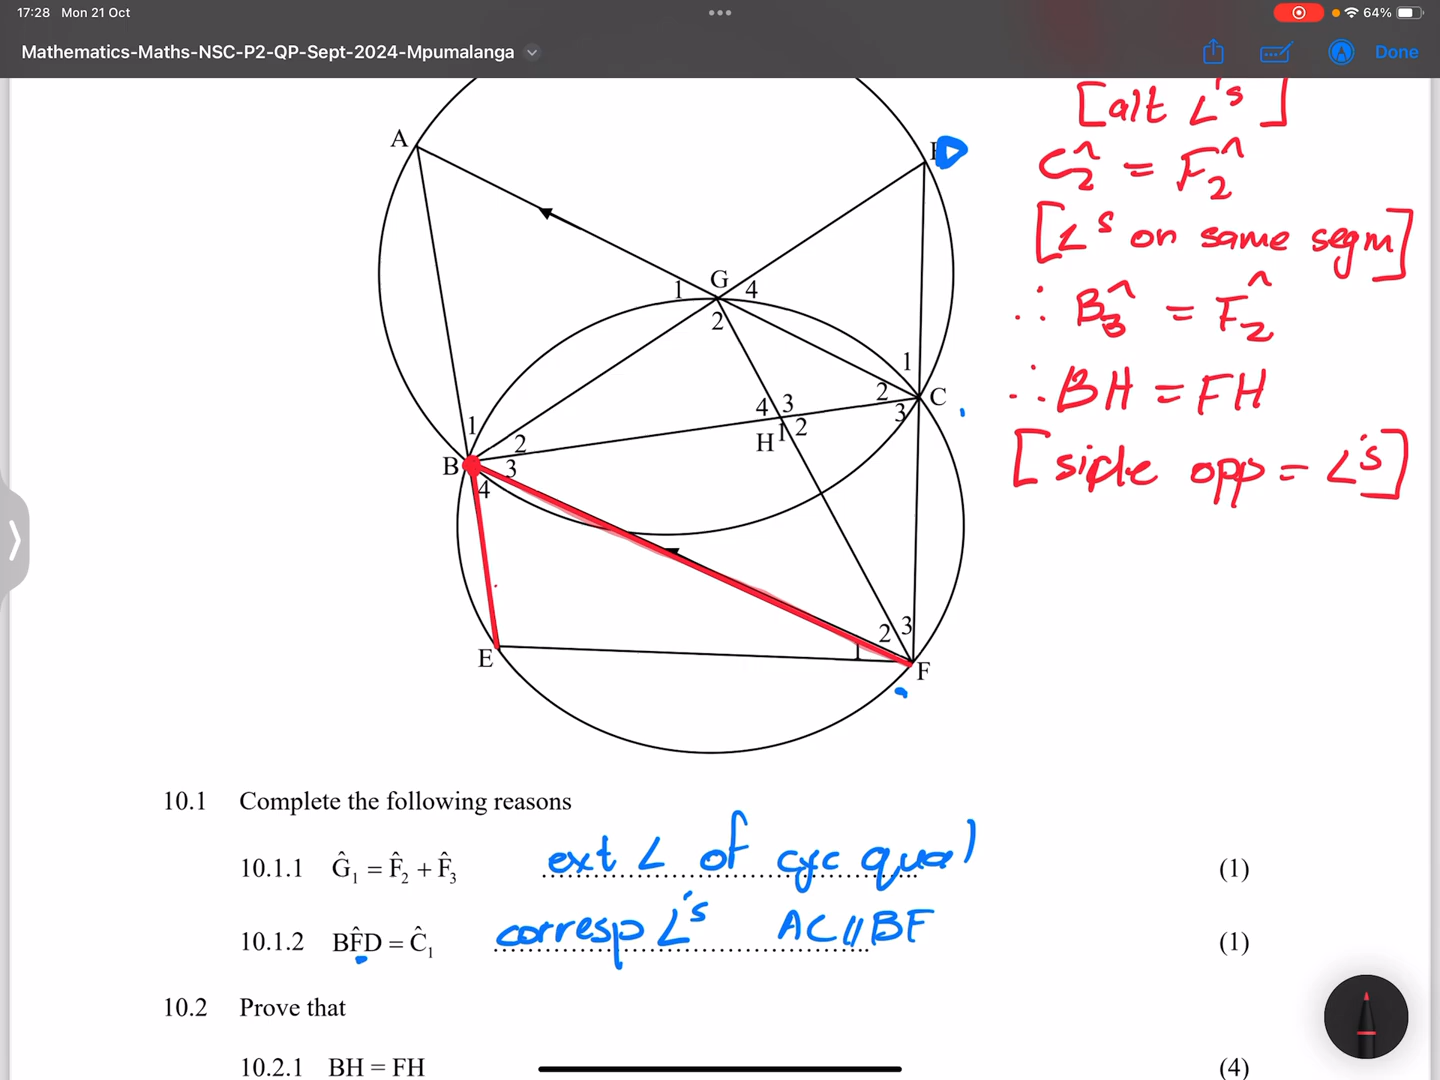 17:28 Mon 21 Oct
64%
Mathematics-Maths-NSC-P2-QP-Sept-2024-Mpumalanga
Done
[alt ∠'s]
Ĉ₂ = F̂₂
[∠s on same segm]
∴ B̂₃ = F̂₂
∴ BH = FH
[side opp = ∠'s]
A
G
1 4
2
1
C
2
3
4 3
H 1 2
1
2
B 3
4
2 3
E
F
10.1 Complete the following reasons
10.1.1 Ĝ₁ = F̂₂ + F̂₃ ext ∠ of cyc quad (1)
10.1.2 BF̂D = Ĉ₁ corresp ∠'s AC//BF (1)
10.2 Prove that
10.2.1 BH = FH (4)